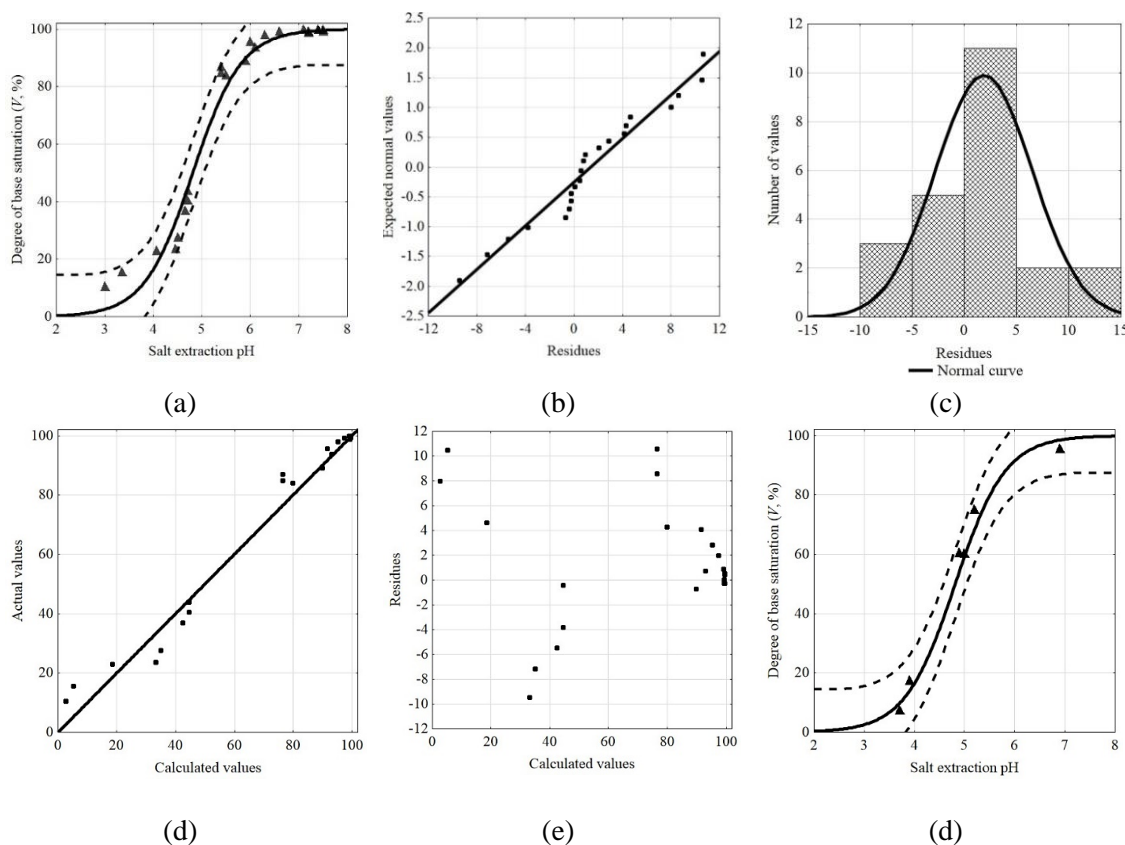 100
80
60
40
20
0
Degree of base saturation (V, %)
2 3 4 5 6 7 8
Salt extraction pH
(a)
2.5
2.0
1.5
1.0
0.5
0.0
-0.5
-1.0
-1.5
-2.0
-2.5
Expected normal values
-12 -8 -4 0 4 8 12
Residues
(b)
12
10
8
6
4
2
0
Number of values
-15 -10 -5 0 5 10 15
Residues
Normal curve
(c)
100
80
60
40
20
0
Actual values
0 20 40 60 80 100
Calculated values
(d)
12
10
8
6
4
2
0
-2
-4
-6
-8
-10
-12
Residues
0 20 40 60 80 100
Calculated values
(e)
100
80
60
40
20
0
Degree of base saturation (V, %)
2 3 4 5 6 7 8
Salt extraction pH
(d)